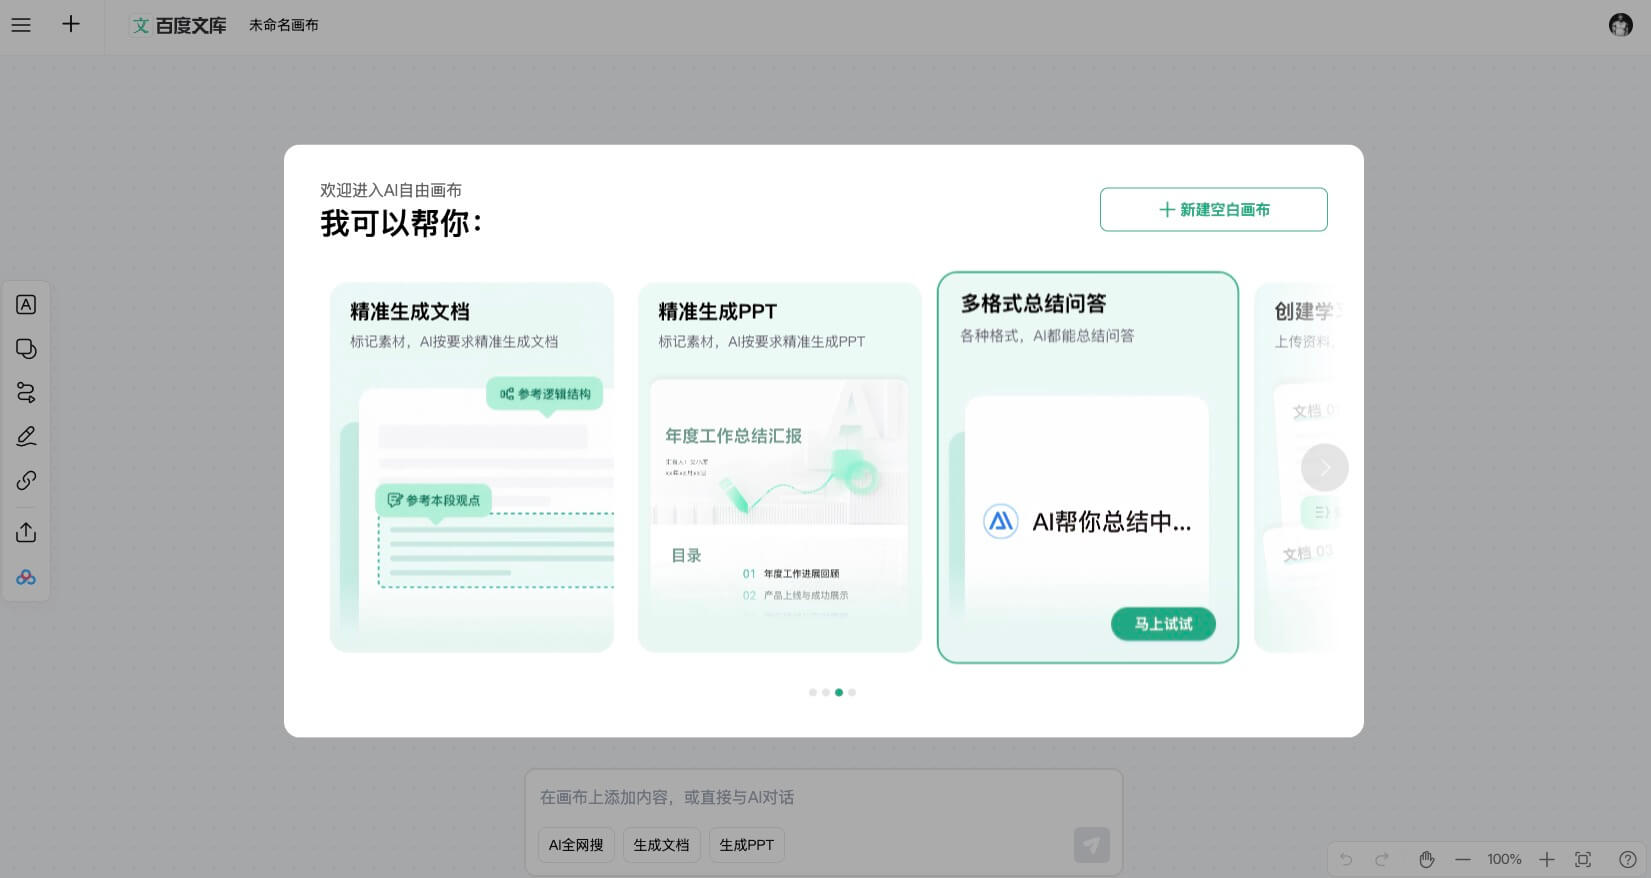 文 百度文库
未命名画布
欢迎进入AI自由画布
我可以帮你：
新建空白画布
精准生成文档
标记素材，AI按要求精准生成文档
参考逻辑结构
参考本段观点
精准生成PPT
标记素材，AI按要求精准生成PPT
年度工作总结汇报
目录
01 年度工作进展回顾
02 产品上线与成功展示
多格式总结问答
各种格式，AI都能总结问答
AI帮你总结中...
马上试试
创建学
上传资料，
文档 01
文档 03
在画布上添加内容，或直接与AI对话
AI全网搜
生成文档
生成PPT
100%